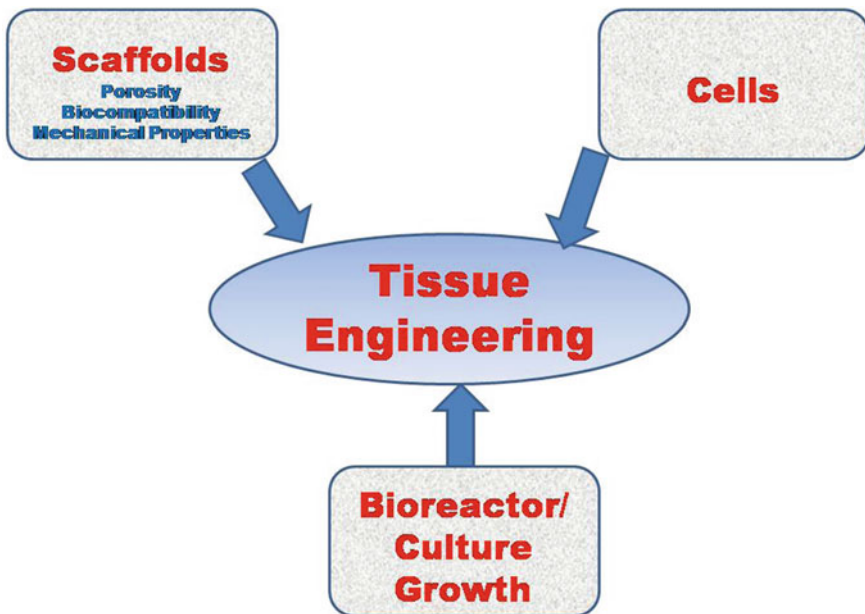 Scaffolds
Porosity
Biocompatibility
Mechanical Properties
Cells
Tissue
Engineering
Bioreactor/
Culture
Growth